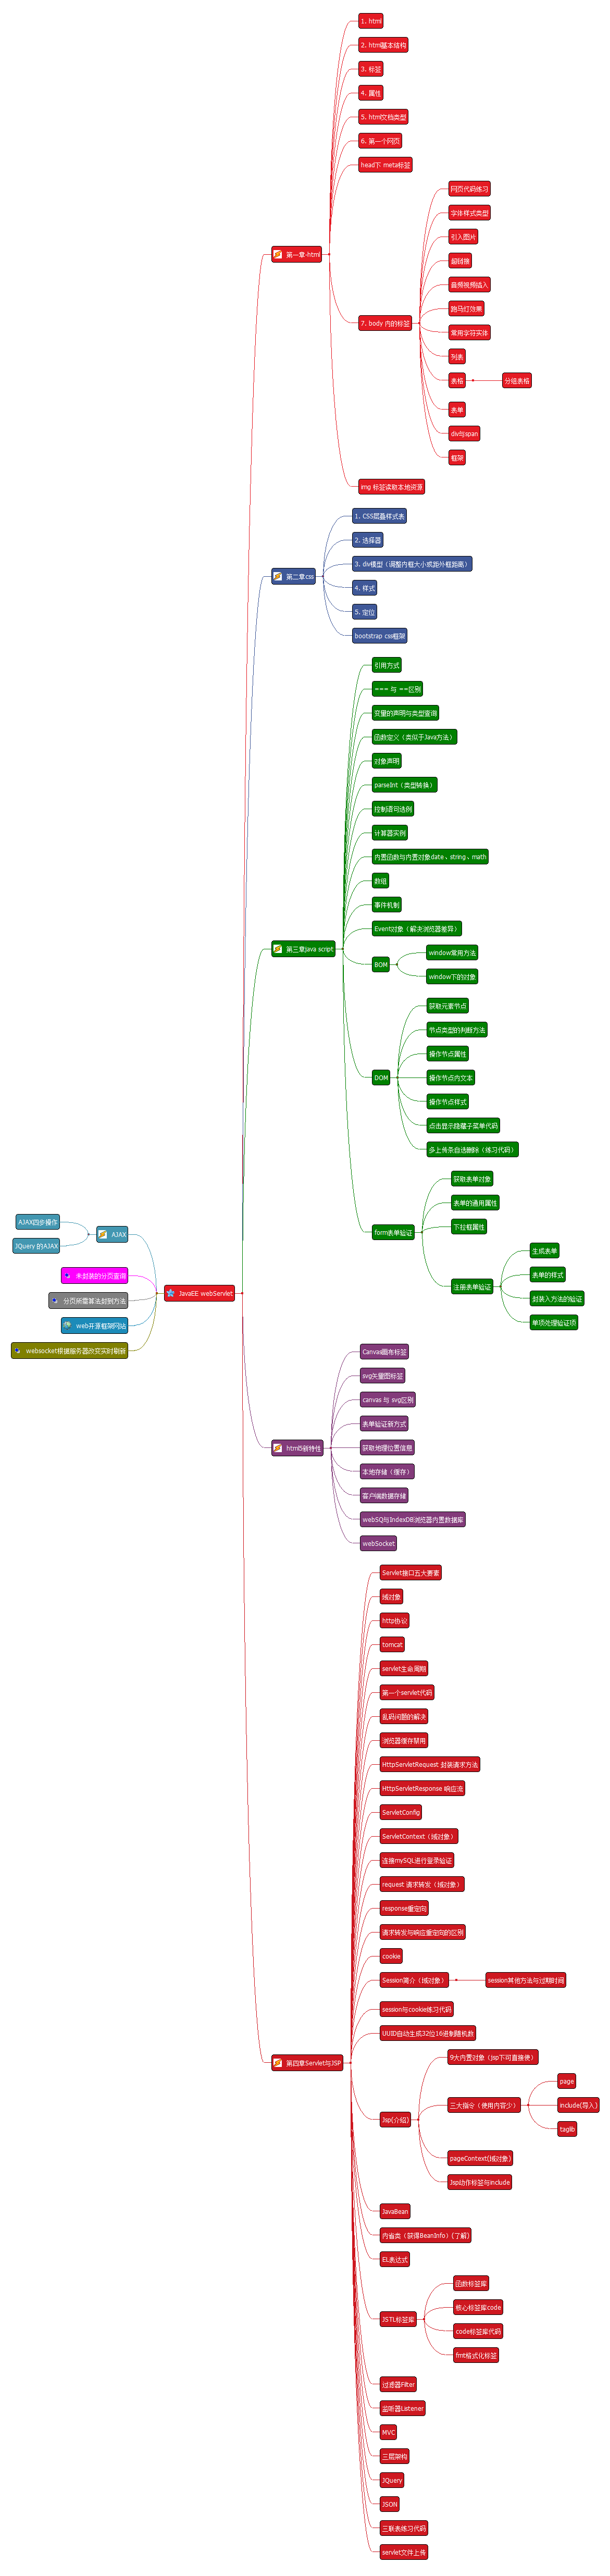 1. html
2. html基本结构
3. 标签
4. 属性
5. html文档类型
6. 第一个网页
head下 meta标签
第一章-html
7. body 内的标签
网页代码练习
字体样式类型
引入图片
超链接
音频视频插入
跑马灯效果
常用字符实体
列表
表格
分组表格
表单
div与span
框架
img 标签读取本地资源
第二章css
1. CSS层叠样式表
2. 选择器
3. div模型（调整内框大小或距外框距离）
4. 样式
5. 定位
bootstrap css框架
第三章java script
引用方式
=== 与 ==区别
变量的声明与类型查询
函数定义（类似于Java方法）
对象声明
parseInt（类型转换）
控制语句选例
计算器实例
内置函数与内置对象date、string、math
数组
事件机制
Event对象（解决浏览器差异）
BOM
window常用方法
window下的对象
DOM
获取元素节点
节点类型的判断方法
操作节点属性
操作节点内文本
操作节点样式
点击显示隐藏子菜单代码
多上传条自选删除（练习代码）
form表单验证
获取表单对象
表单的通用属性
下拉框属性
注册表单验证
生成表单
表单的样式
封装入方法的验证
单项处理验证项
JavaEE webServlet
AJAX
AJAX四步操作
JQuery 的AJAX
未封装的分页查询
分页所需算法封到方法
web开源框架网站
websocket根据服务器改变实时刷新
html5新特性
Canvas画布标签
svg矢量图标签
canvas 与 svg区别
表单验证新方式
获取地理位置信息
本地存储（缓存）
客户端数据存储
webSQ与IndexDB浏览器内置数据库
webSocket
第四章Servlet与JSP
Servlet接口五大要素
域对象
http协议
tomcat
servlet生命周期
第一个servlet代码
乱码问题的解决
浏览器缓存禁用
HttpServletRequest 封装请求方法
HttpServletResponse 响应流
ServletConfig
ServletContext（域对象）
连接mySQL进行登录验证
request 请求转发（域对象）
response重定向
请求转发与响应重定向的区别
cookie
Session简介（域对象）
session其他方法与过期时间
session与cookie练习代码
UUID自动生成32位16进制随机数
Jsp(介绍)
9大内置对象（jsp下可直接使）
三大指令（使用内容少）
page
include(导入)
taglib
pageContext(域对象)
Jsp动作标签与include
JavaBean
内省类（获得BeanInfo）(了解)
EL表达式
JSTL标签库
函数标签库
核心标签库code
code标签库代码
fmt格式化标签
过滤器Filter
监听器Listener
MVC
三层架构
JQuery
JSON
三联表练习代码
servlet文件上传